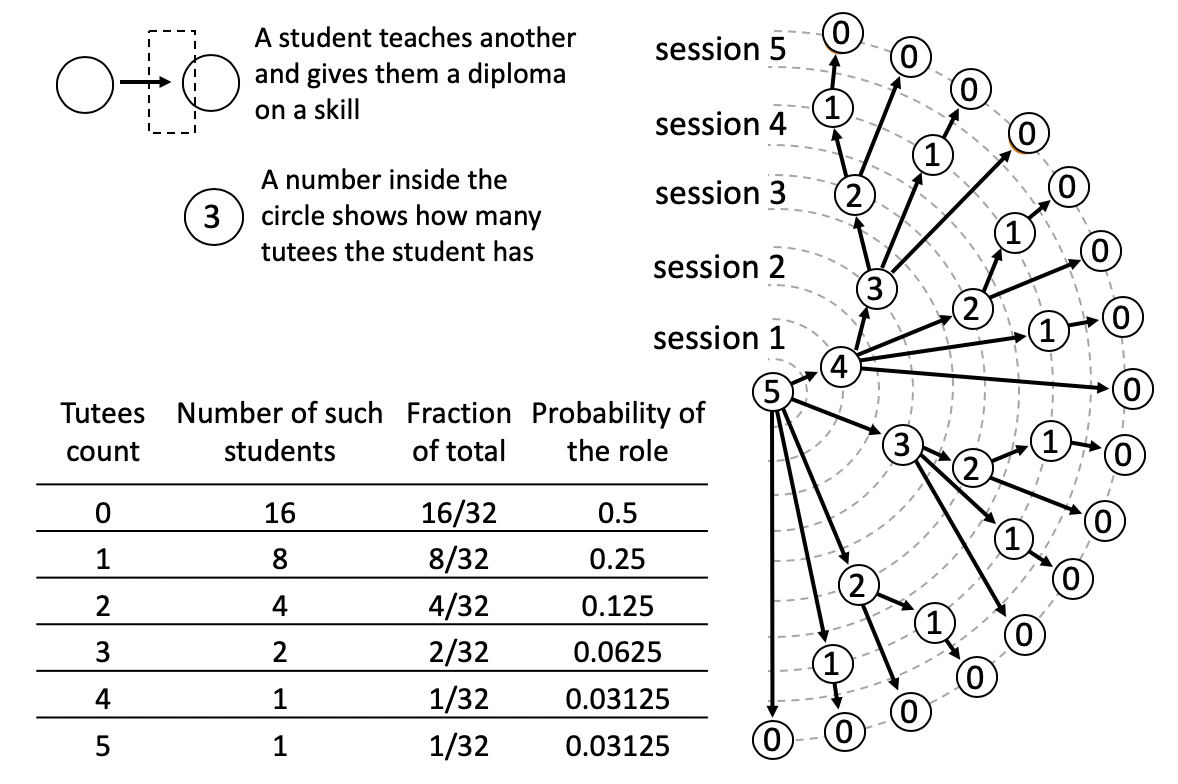 A student teaches another
and gives them a diploma
on a skill
3
A number inside the
circle shows how many
tutees the student has
session 5
session 4
session 3
session 2
session 1
0
0
0
1
0
1
2
0
1
0
3
2
1
0
4
0
5
3
1
0
2
0
1
0
2
1
0
1
0
0
0
0
Tutees count
Number of such students
Fraction of total
Probability of the role
0 16 16/32 0.5
1 8 8/32 0.25
2 4 4/32 0.125
3 2 2/32 0.0625
4 1 1/32 0.03125
5 1 1/32 0.03125